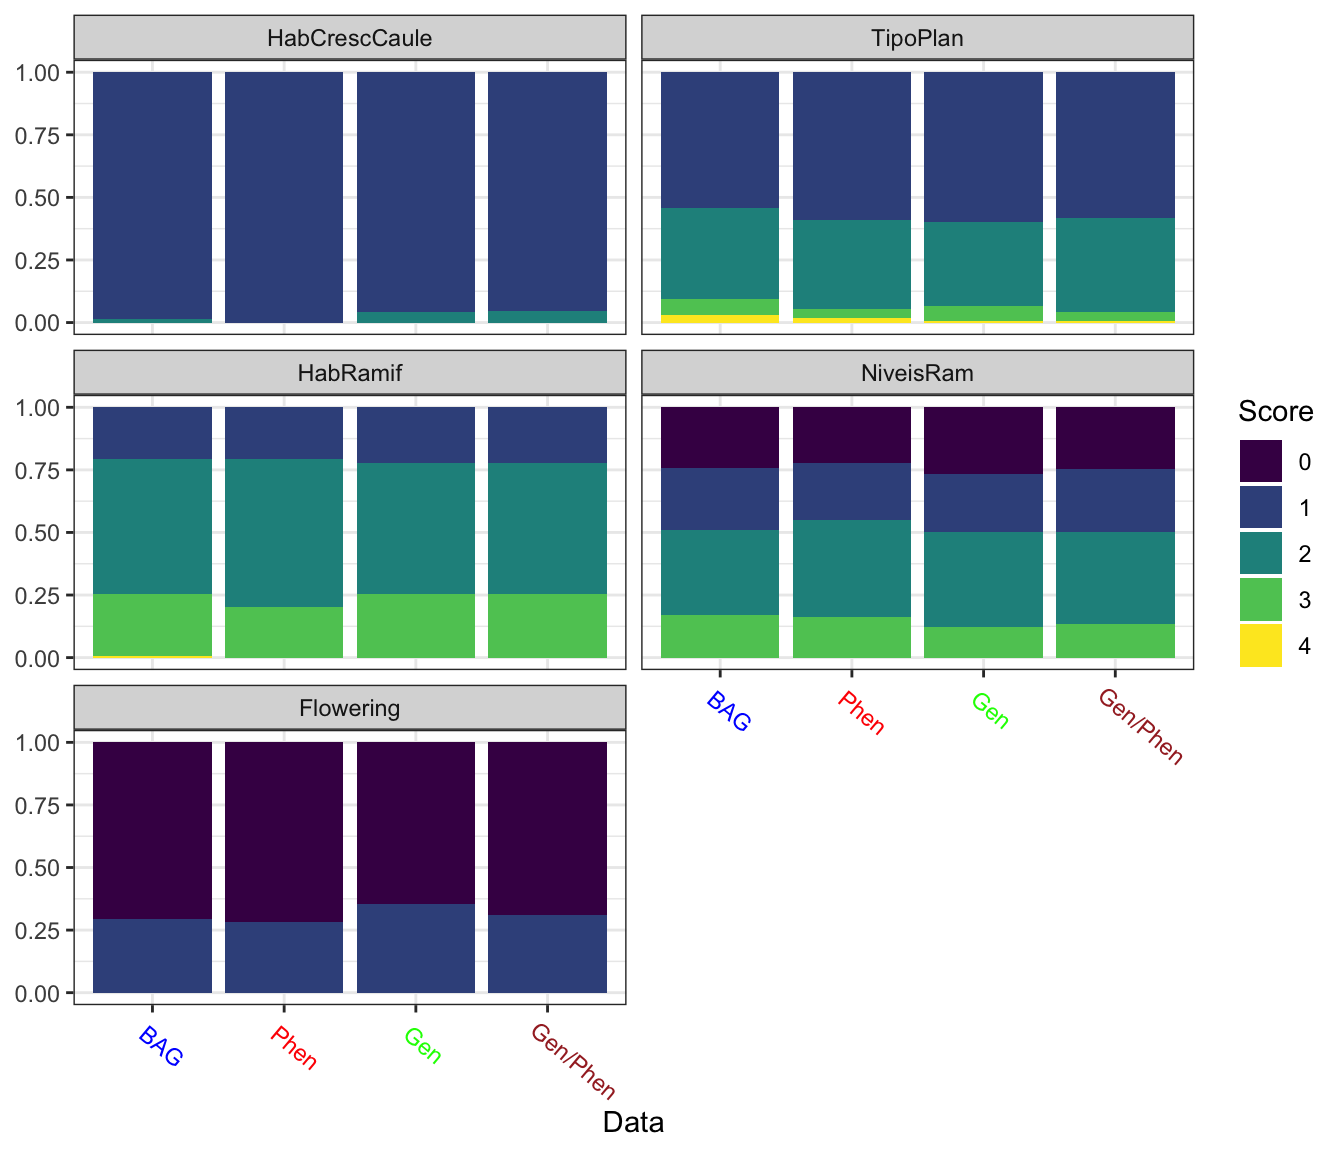 HabCrescCaule
TipoPlan
1.00
0.75
0.50
0.25
0.00
HabRamif
NiveisRam
1.00
0.75
0.50
0.25
0.00
BAG
Phen
Gen
Gen/Phen
Flowering
1.00
0.75
0.50
0.25
0.00
BAG
Phen
Gen
Gen/Phen
Data
Score
0
1
2
3
4